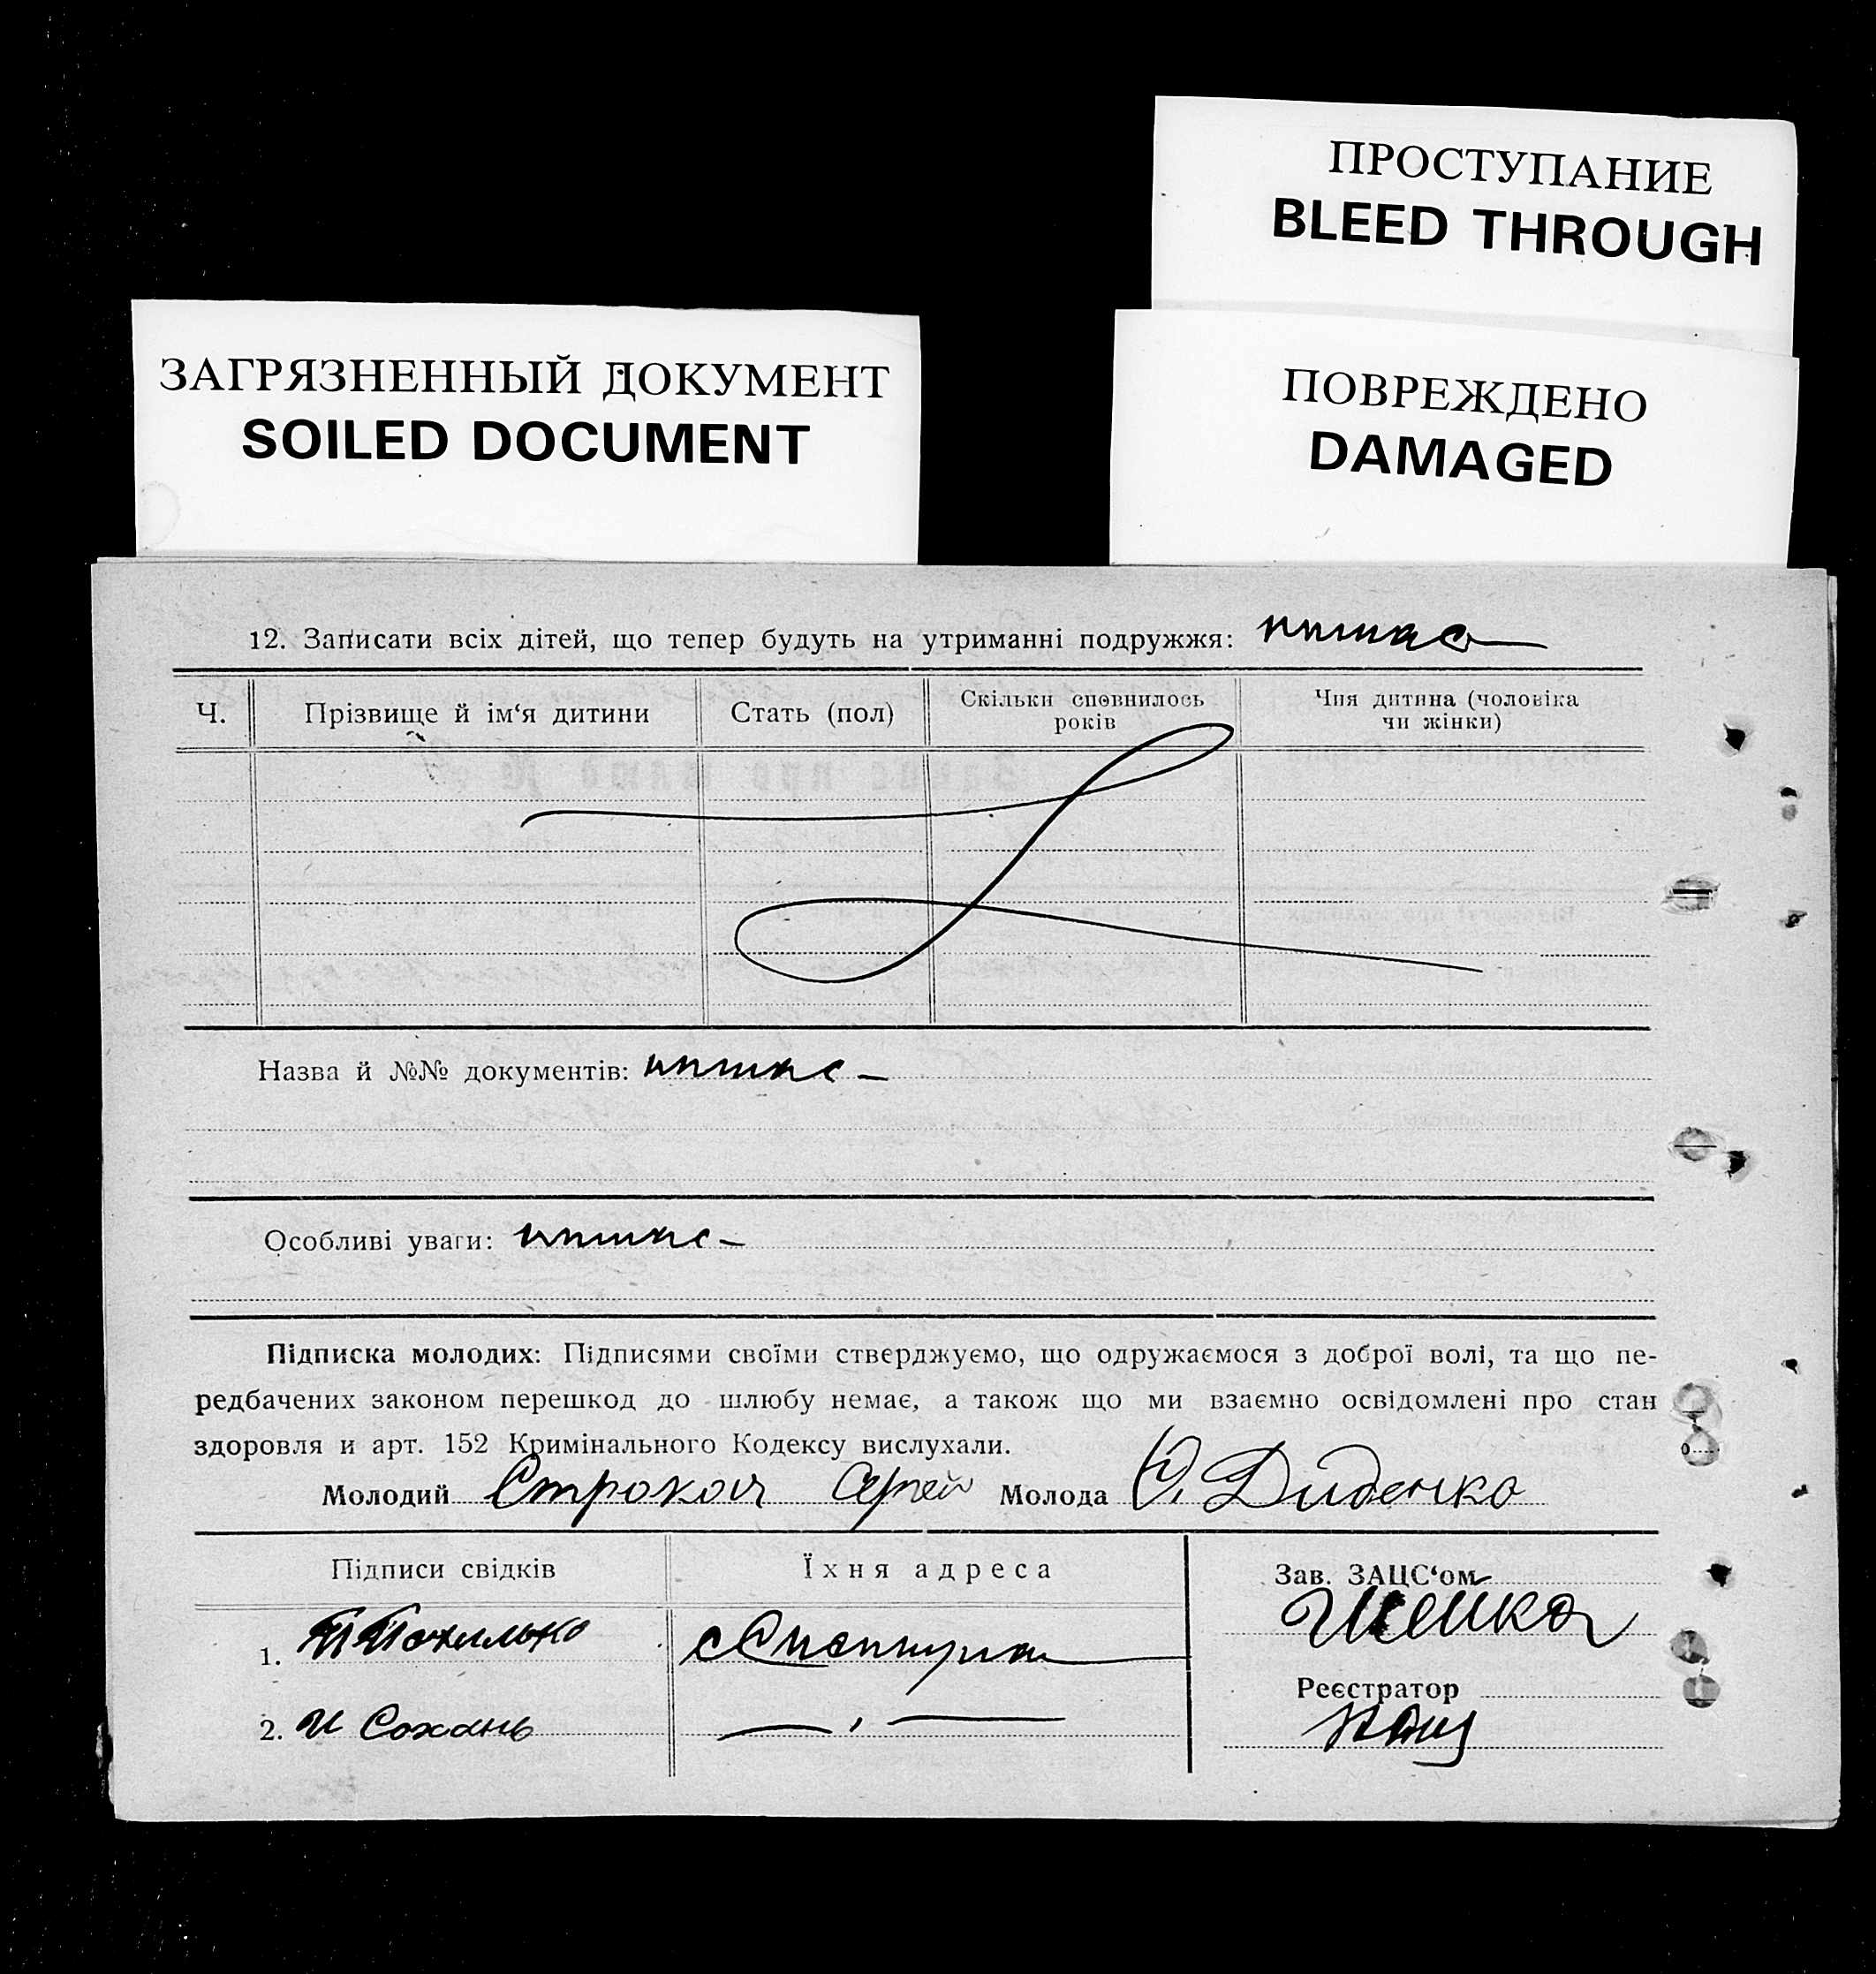 ПРОСТУПАНИЕ
BLEED THROUGH
ЗАГРЯЗНЕННЫЙ ДОКУМЕНТ
SOILED DOCUMENT
ПОВРЕЖДЕНО
DAMAGED
12. Записати всіх дітей, що тепер будуть на утриманні подружжя:
Ч. Прізвище й ім‘я дитини Стать (пол) Скільки сповнилось років Чия дитина (чоловіка чи жінки)
Назва й №№ документів:
Особливі уваги:
Підписка молодих: Підписями своїми стверджуємо, що одружаємося з доброї волі, та що пе-
редбачених законом перешкод до шлюбу немає, а також що ми взаємно освідомлені про стан
здоровля и арт. 152 Кримінального Кодексу вислухали.
Молодий Строкач Сергей Молода Диденко
Підписи свідків Їхня адреса Зав. ЗАЦС‘ом
1.
2. И Сохань
Реєстратор